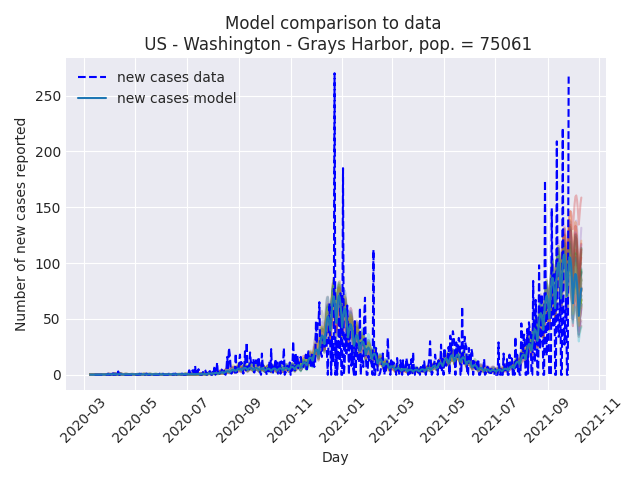 Model comparison to data
US - Washington - Grays Harbor, pop. = 75061
new cases data
new cases model
Number of new cases reported
250
200
150
100
50
0
2020-03
2020-05
2020-07
2020-09
2020-11
2021-01
2021-03
2021-05
2021-07
2021-09
2021-11
Day